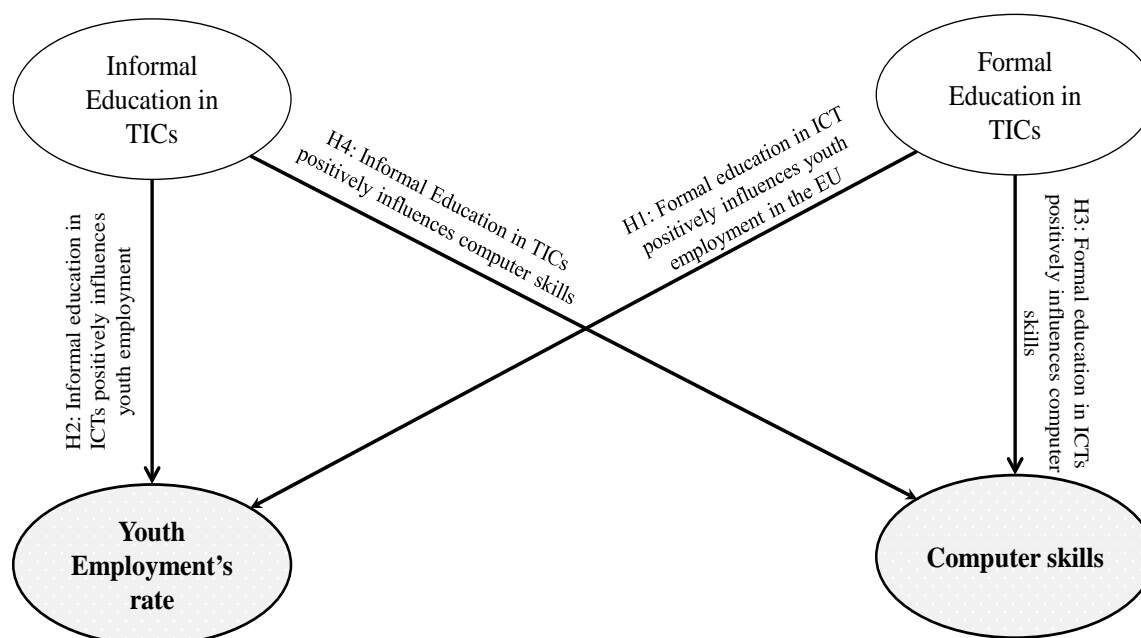 Informal
Education in
TICs
Formal
Education in
TICs
H4: Informal Education in TICs
positively influences computer skills
H1: Formal education in ICT
positively influences youth
employment in the EU
H2: Informal education in
ICTs positively influences
youth employment
H3: Formal education in ICTs
positively influences computer
skills
Youth
Employment’s
rate
Computer skills